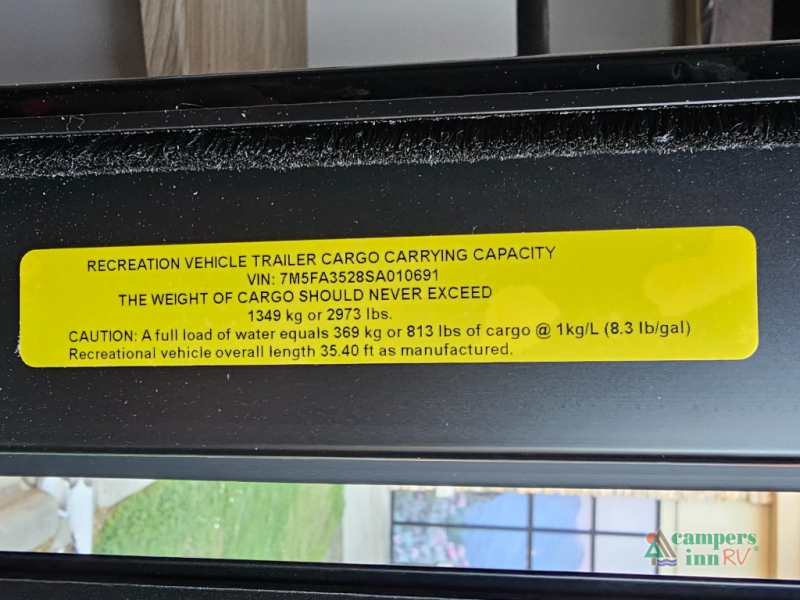 RECREATION VEHICLE TRAILER CARGO CARRYING CAPACITY
VIN: 7M5FA3528SA010691
THE WEIGHT OF CARGO SHOULD NEVER EXCEED
1349 kg or 2973 lbs.
CAUTION: A full load of water equals 369 kg or 813 lbs of cargo @ 1kg/L (8.3 lb/gal)
Recreational vehicle overall length 35.40 ft as manufactured.
campers
inn RV